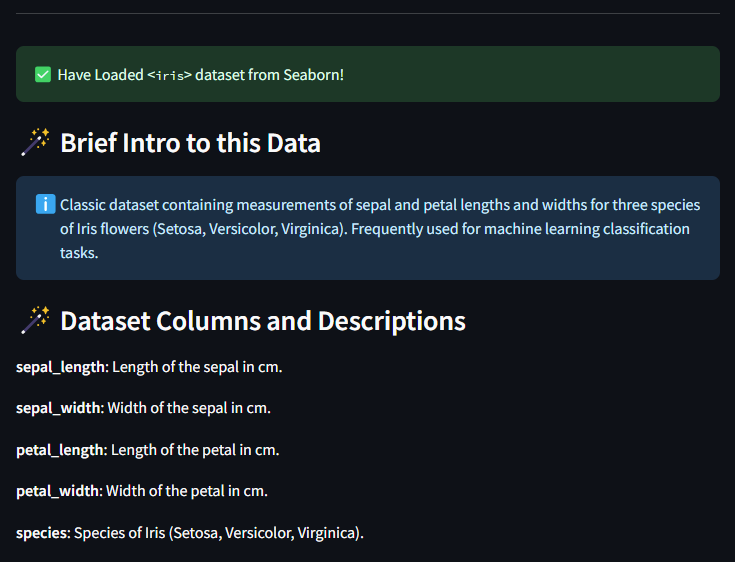 Have Loaded <iris> dataset from Seaborn!
Brief Intro to this Data
Classic dataset containing measurements of sepal and petal lengths and widths for three species
of Iris flowers (Setosa, Versicolor, Virginica). Frequently used for machine learning classification
tasks.
Dataset Columns and Descriptions
sepal_length: Length of the sepal in cm.
sepal_width: Width of the sepal in cm.
petal_length: Length of the petal in cm.
petal_width: Width of the petal in cm.
species: Species of Iris (Setosa, Versicolor, Virginica).